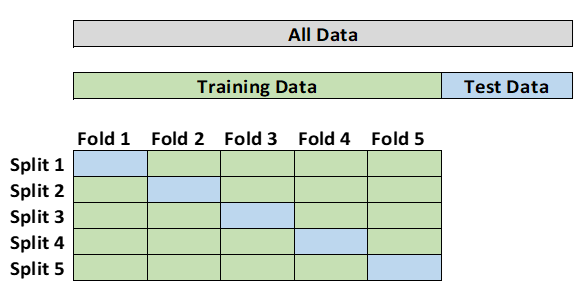 All Data
Training Data Test Data
Fold 1 Fold 2 Fold 3 Fold 4 Fold 5
Split 1
Split 2
Split 3
Split 4
Split 5